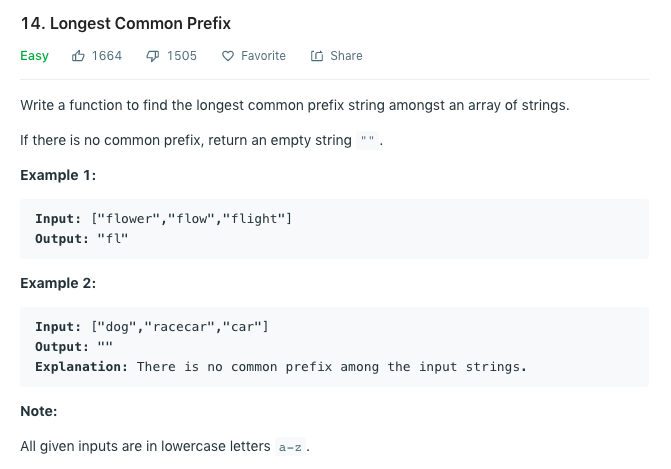 14. Longest Common Prefix
Easy 1664 1505 Favorite Share
Write a function to find the longest common prefix string amongst an array of strings.
If there is no common prefix, return an empty string "".
Example 1:
Input: ["flower","flow","flight"]
Output: "fl"
Example 2:
Input: ["dog","racecar","car"]
Output: ""
Explanation: There is no common prefix among the input strings.
Note:
All given inputs are in lowercase letters a-z.